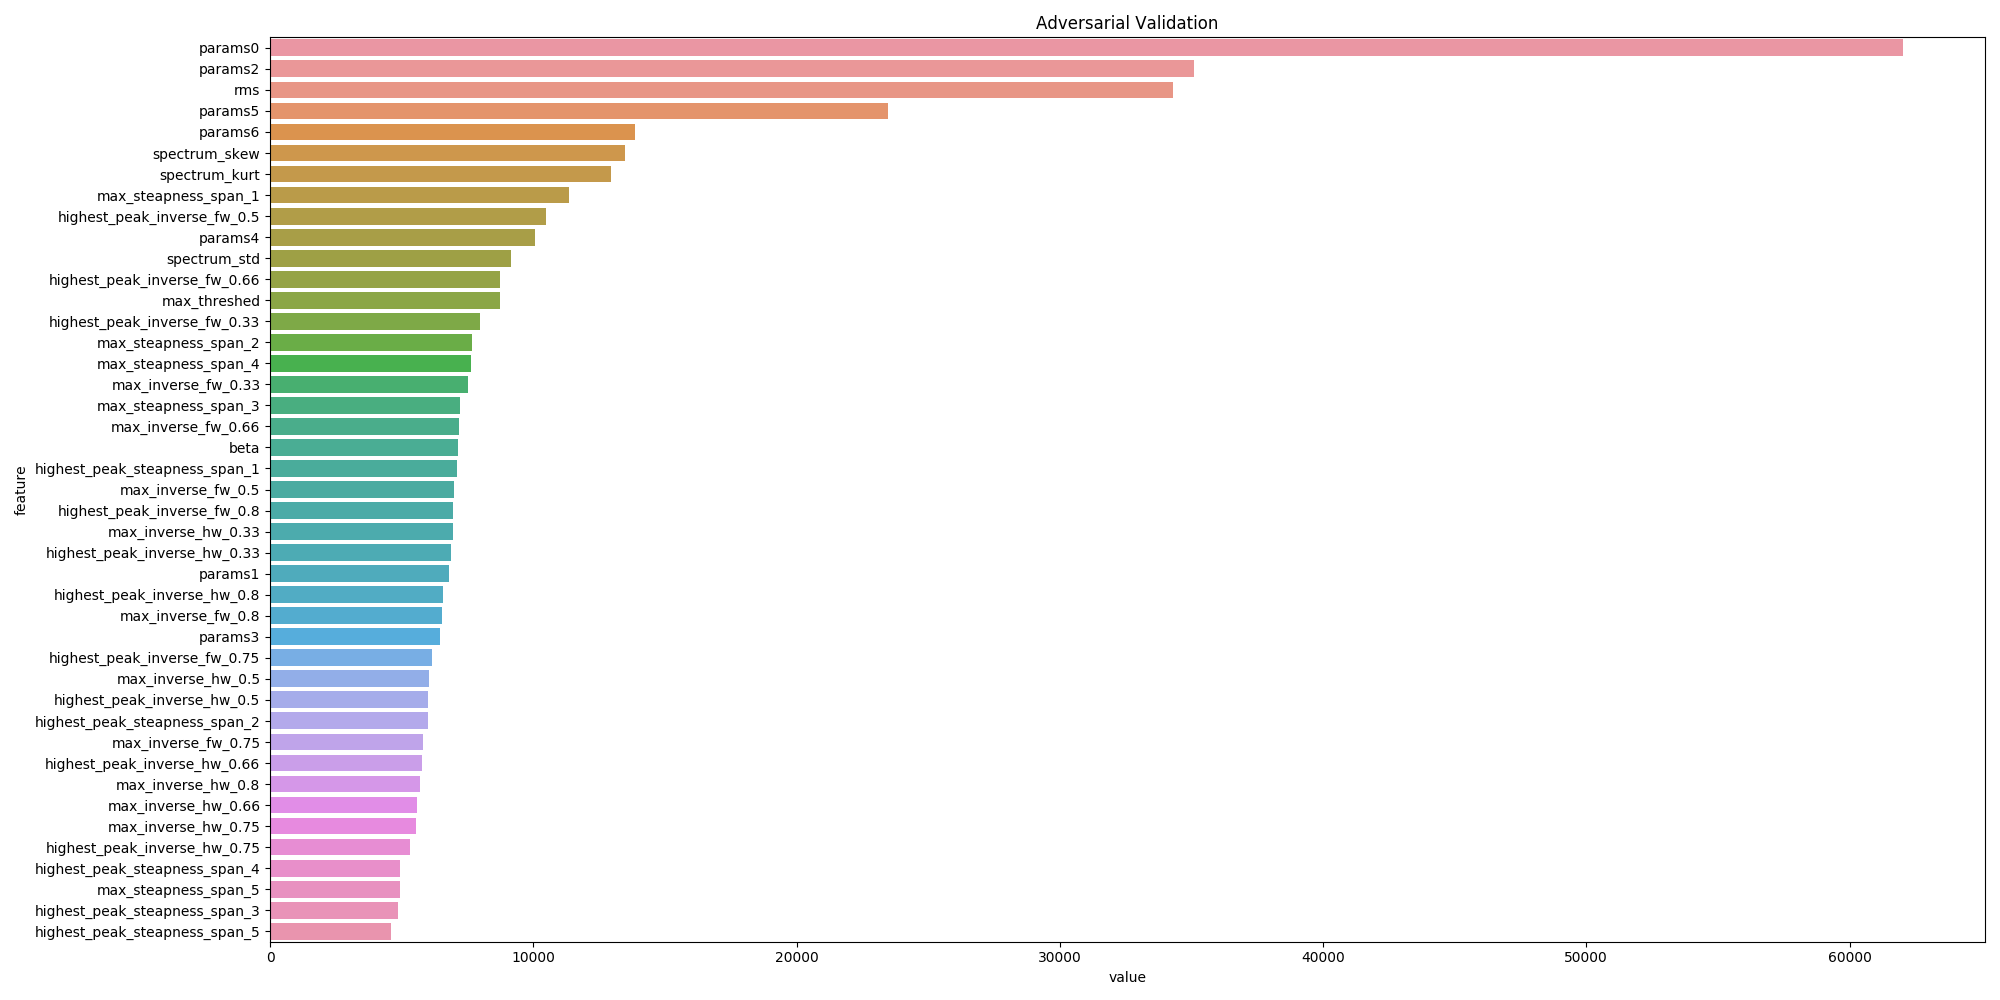 Adversarial Validation
params0
params2
rms
params5
params6
spectrum_skew
spectrum_kurt
max_steapness_span_1
highest_peak_inverse_fw_0.5
params4
spectrum_std
highest_peak_inverse_fw_0.66
max_threshed
highest_peak_inverse_fw_0.33
max_steapness_span_2
max_steapness_span_4
max_inverse_fw_0.33
max_steapness_span_3
max_inverse_fw_0.66
beta
highest_peak_steapness_span_1
max_inverse_fw_0.5
highest_peak_inverse_fw_0.8
max_inverse_hw_0.33
highest_peak_inverse_hw_0.33
params1
highest_peak_inverse_hw_0.8
max_inverse_fw_0.8
params3
highest_peak_inverse_fw_0.75
max_inverse_hw_0.5
highest_peak_inverse_hw_0.5
highest_peak_steapness_span_2
max_inverse_fw_0.75
highest_peak_inverse_hw_0.66
max_inverse_hw_0.8
max_inverse_hw_0.66
max_inverse_hw_0.75
highest_peak_inverse_hw_0.75
highest_peak_steapness_span_4
max_steapness_span_5
highest_peak_steapness_span_3
highest_peak_steapness_span_5
feature
0 10000 20000 30000 40000 50000 60000
value